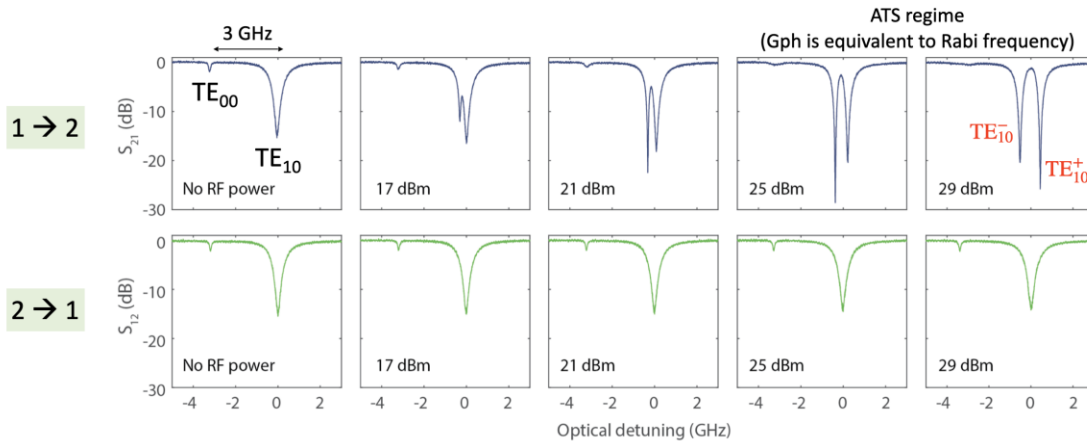 ATS regime
(Gph is equivalent to Rabi frequency)
3 GHz
1 → 2
S21 (dB)
0
-10
-20
-30
TE00
TE10
No RF power
17 dBm
21 dBm
25 dBm
29 dBm
TE10-
TE10+
2 → 1
S12 (dB)
0
-10
-20
-30
No RF power
17 dBm
21 dBm
25 dBm
29 dBm
-4 -2 0 2 -4 -2 0 2 -4 -2 0 2 -4 -2 0 2 -4 -2 0 2
Optical detuning (GHz)